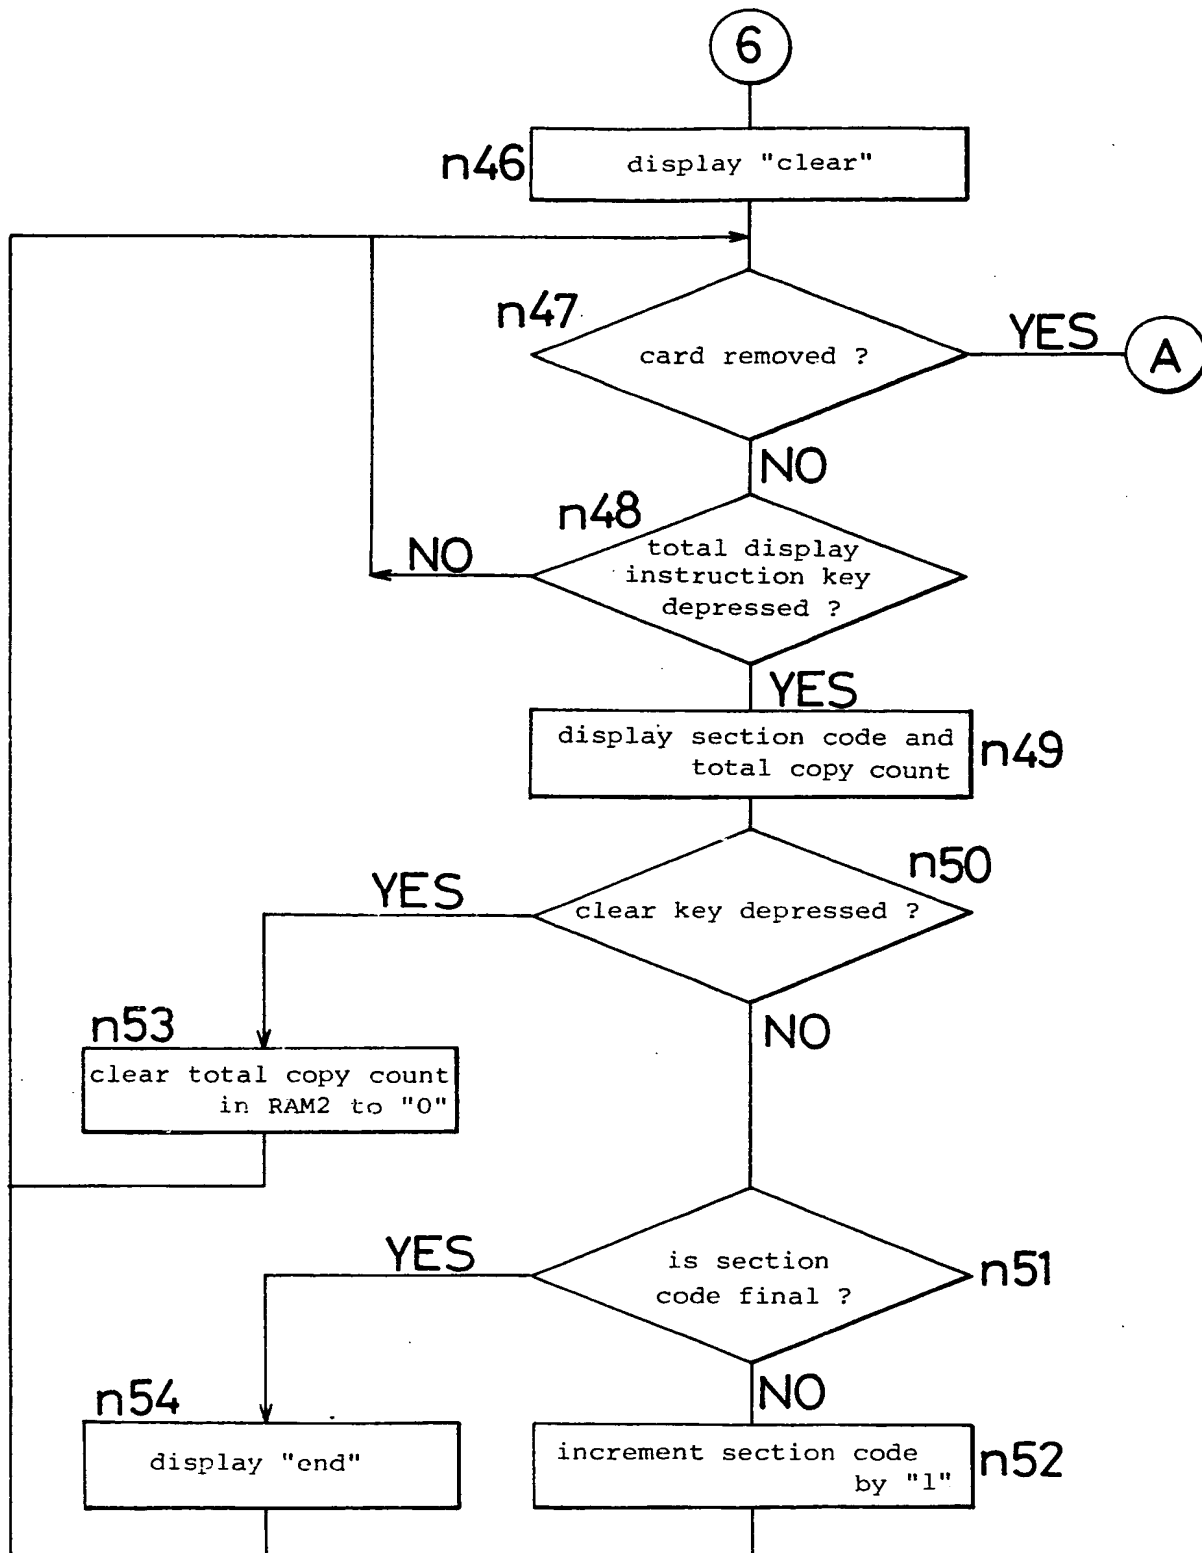 6
n46
display "clear"
n47
card removed ?
YES
A
NO
n48
total display
instruction key
depressed ?
NO
YES
display section code and
total copy count
n49
n50
clear key depressed ?
YES
NO
n53
clear total copy count
in RAM2 to "0"
is section
code final ?
n51
YES
NO
n54
display "end"
increment section code
by "1"
n52